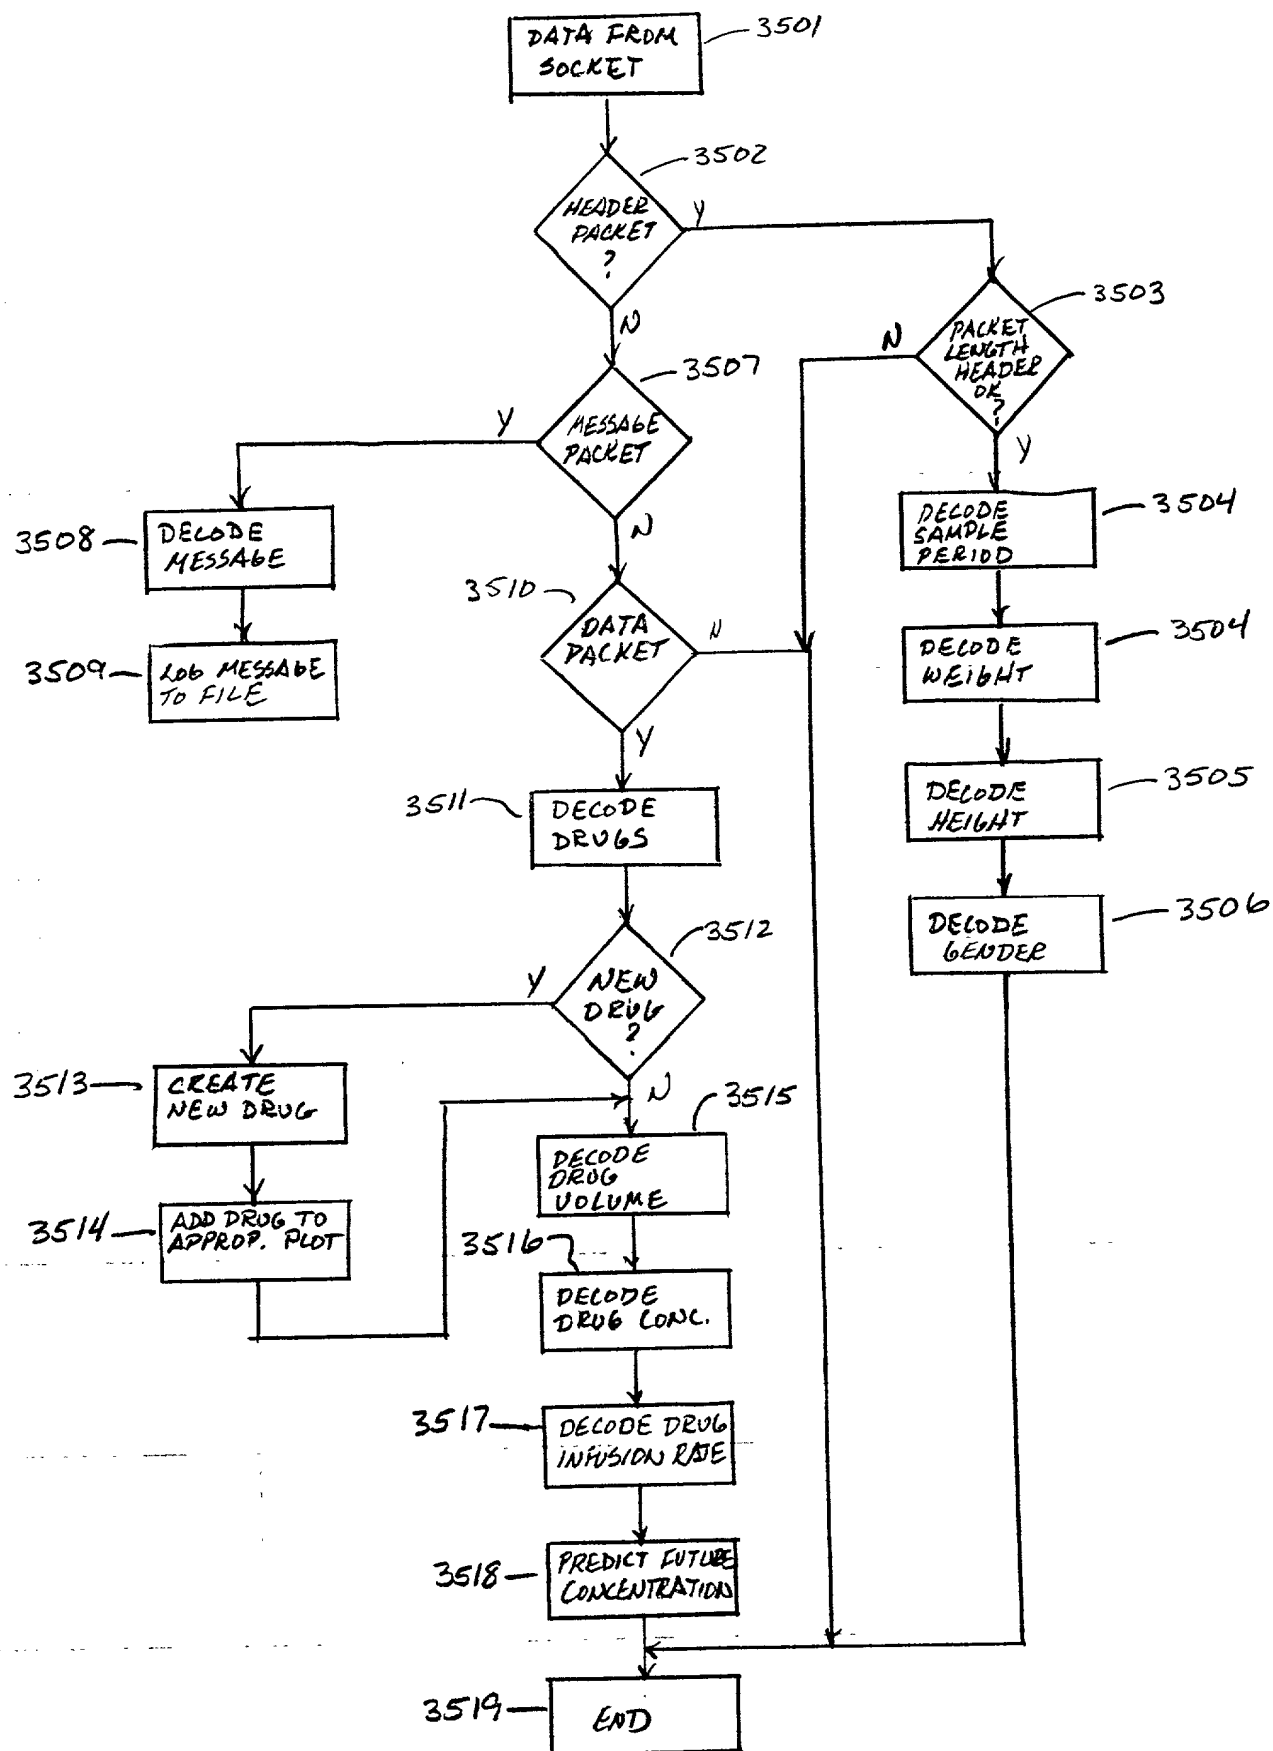 DATA FROM
SOCKET
3501
3502
HEADER
PACKET
?
Y
N
3503
PACKET
LENGTH
HEADER
OK
?
N
Y
3507
MESSAGE
PACKET
Y
N
3508
DECODE
MESSAGE
3504
DECODE
SAMPLE
PERIOD
3510
DATA
PACKET
N
Y
3504
DECODE
WEIGHT
3509
LOG MESSAGE
TO FILE
3505
DECODE
HEIGHT
3511
DECODE
DRUGS
3506
DECODE
GENDER
3512
NEW
DRUG
?
Y
N
3513
CREATE
NEW DRUG
3515
DECODE
DRUG
VOLUME
3514
ADD DRUG TO
APPROP. PLOT
3516
DECODE
DRUG CONC.
3517
DECODE DRUG
INFUSION RATE
3518
PREDICT FUTURE
CONCENTRATION
3519
END